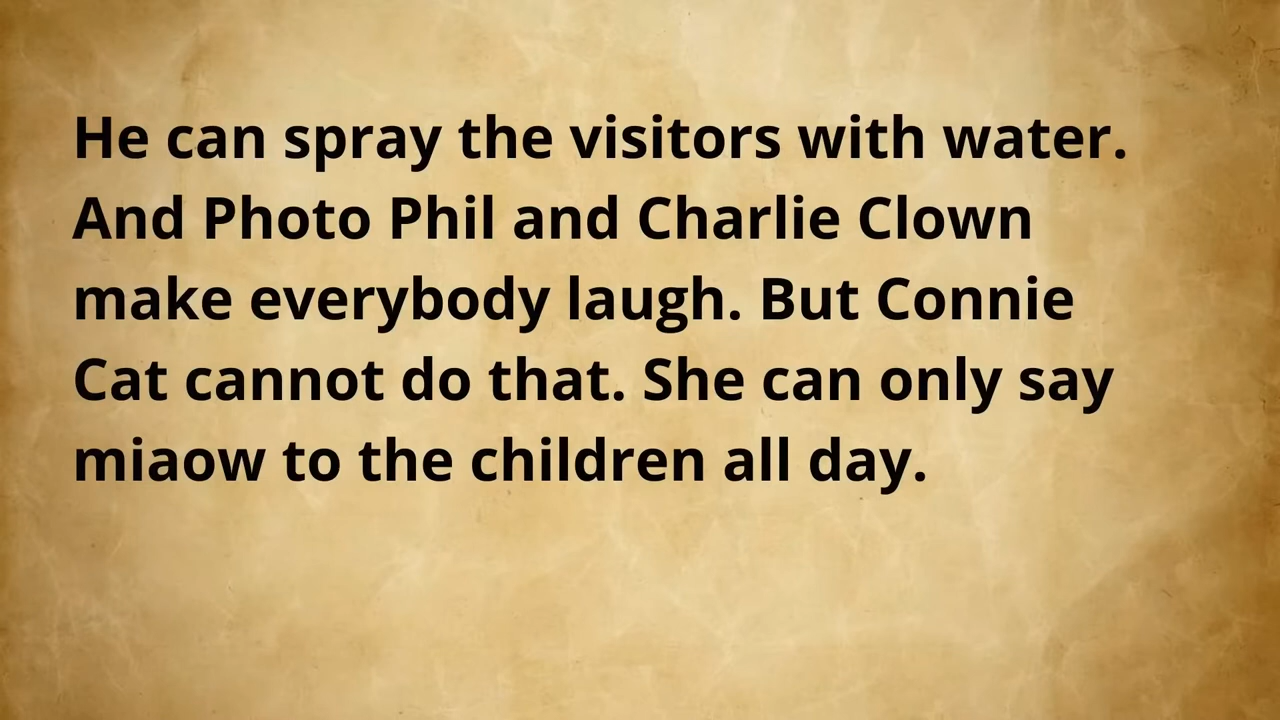 He can spray the visitors with water.
And Photo Phil and Charlie Clown
make everybody laugh. But Connie
Cat cannot do that. She can only say
miaow to the children all day.